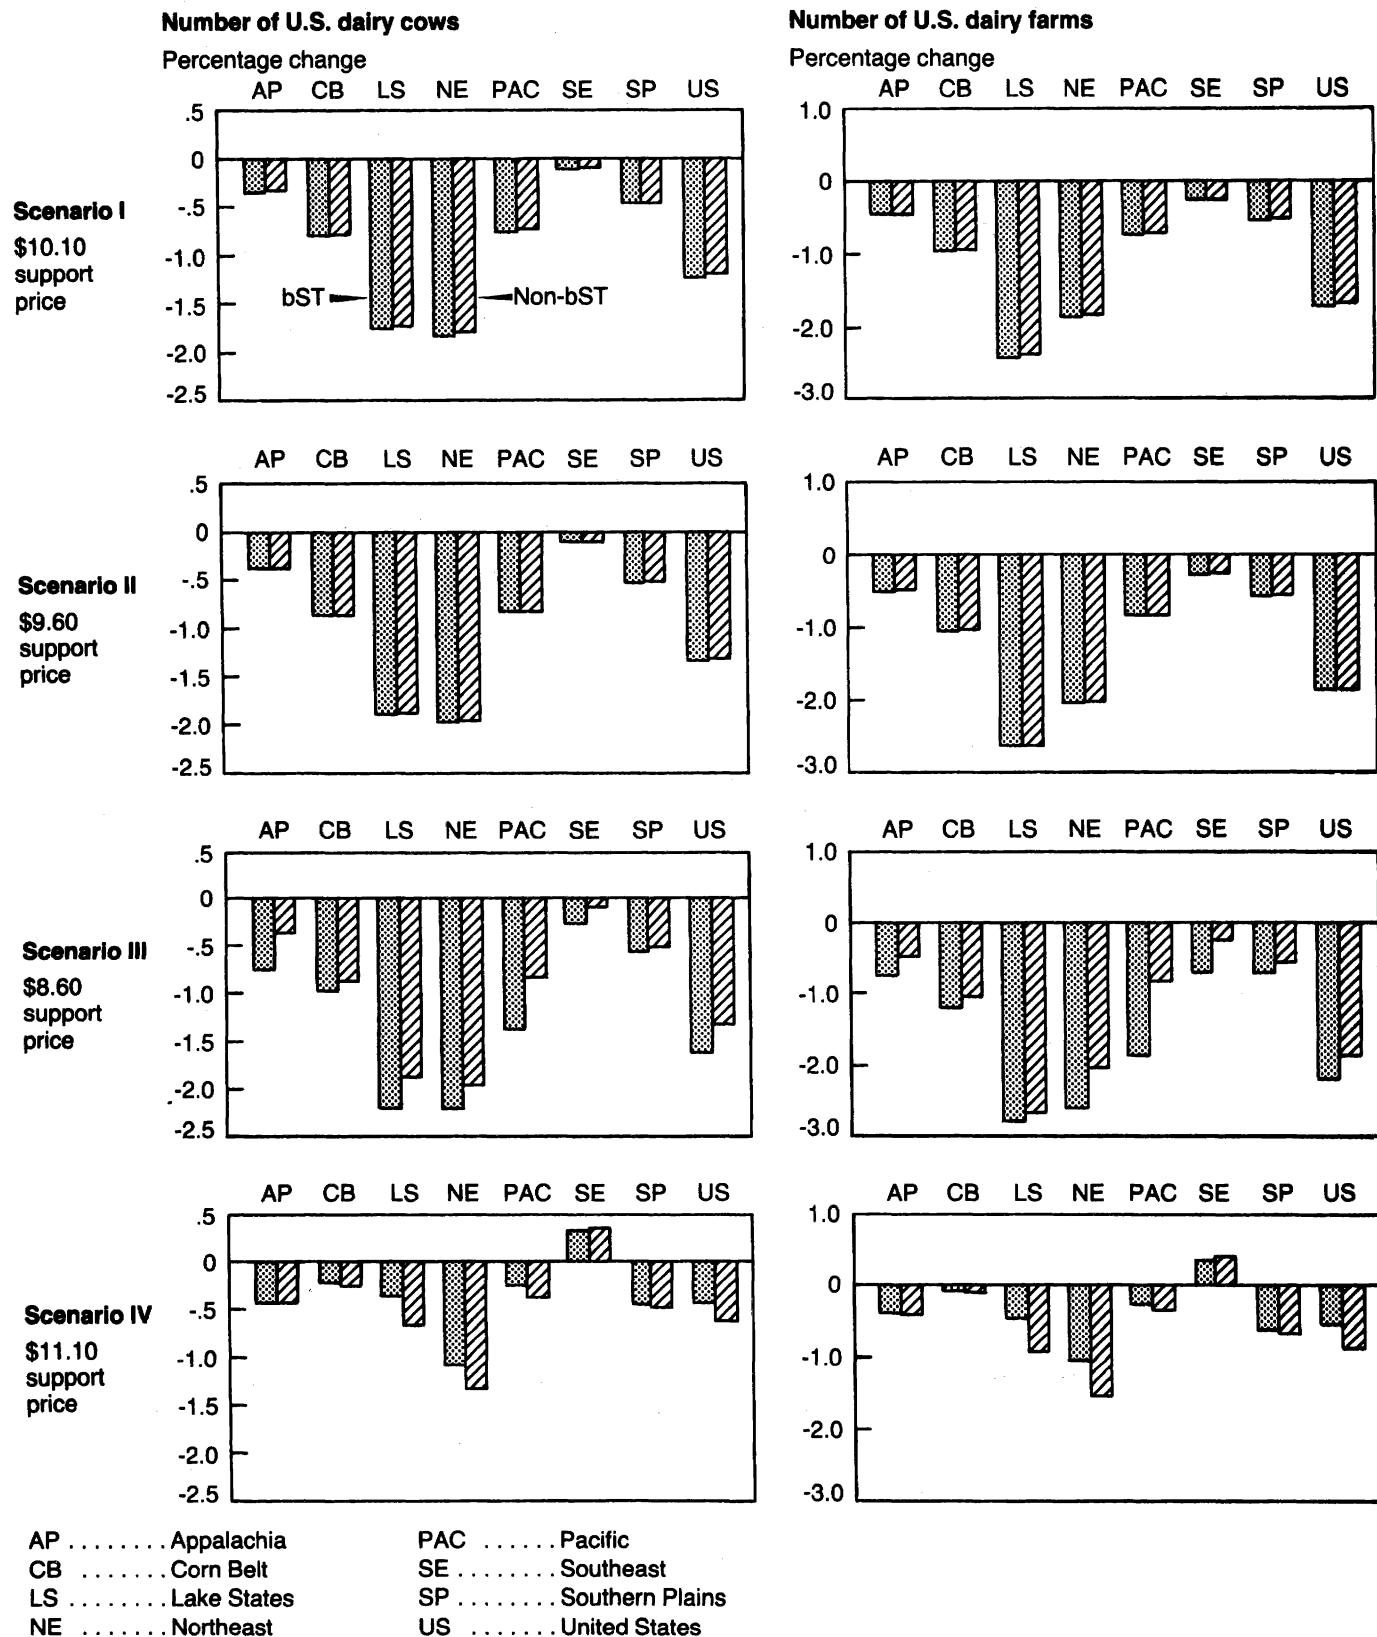 Number of U.S. dairy cows
Percentage change
AP CB LS NE PAC SE SP US
.5
0
-.5
-1.0
-1.5
-2.0
-2.5
Scenario I
$10.10
support
price
bST
Non-bST
Number of U.S. dairy farms
Percentage change
AP CB LS NE PAC SE SP US
1.0
0
-1.0
-2.0
-3.0
AP CB LS NE PAC SE SP US
.5
0
-.5
-1.0
-1.5
-2.0
-2.5
Scenario II
$9.60
support
price
AP CB LS NE PAC SE SP US
1.0
0
-1.0
-2.0
-3.0
AP CB LS NE PAC SE SP US
.5
0
-.5
-1.0
-1.5
-2.0
-2.5
Scenario III
$8.60
support
price
AP CB LS NE PAC SE SP US
1.0
0
-1.0
-2.0
-3.0
AP CB LS NE PAC SE SP US
.5
0
-.5
-1.0
-1.5
-2.0
-2.5
Scenario IV
$11.10
support
price
AP CB LS NE PAC SE SP US
1.0
0
-1.0
-2.0
-3.0
AP ........ Appalachia
CB ....... Corn Belt
LS ........ Lake States
NE ....... Northeast
PAC ...... Pacific
SE ........ Southeast
SP ........ Southern Plains
US ....... United States